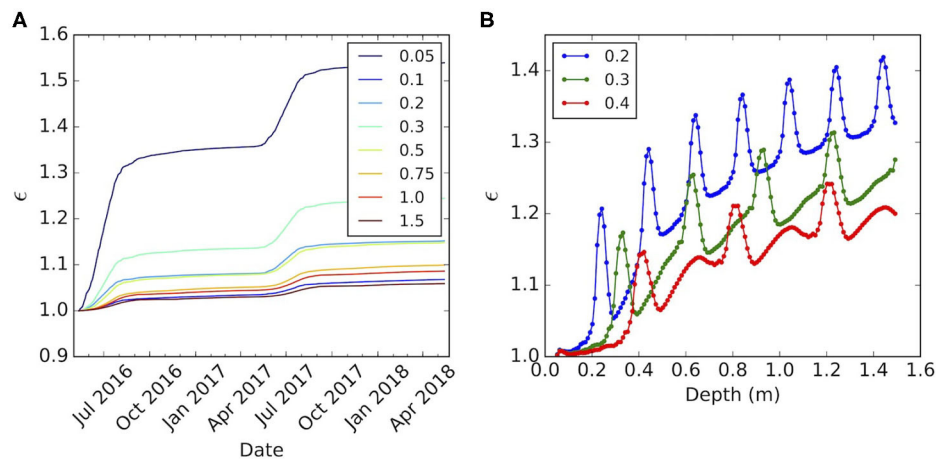 A
ϵ
1.6
1.5
1.4
1.3
1.2
1.1
1.0
0.9
0.05
0.1
0.2
0.3
0.5
0.75
1.0
1.5
Jul 2016
Oct 2016
Jan 2017
Apr 2017
Jul 2017
Oct 2017
Jan 2018
Apr 2018
Date
B
ϵ
1.4
1.3
1.2
1.1
1.0
0.2
0.3
0.4
0.0
0.2
0.4
0.6
0.8
1.0
1.2
1.4
1.6
Depth (m)